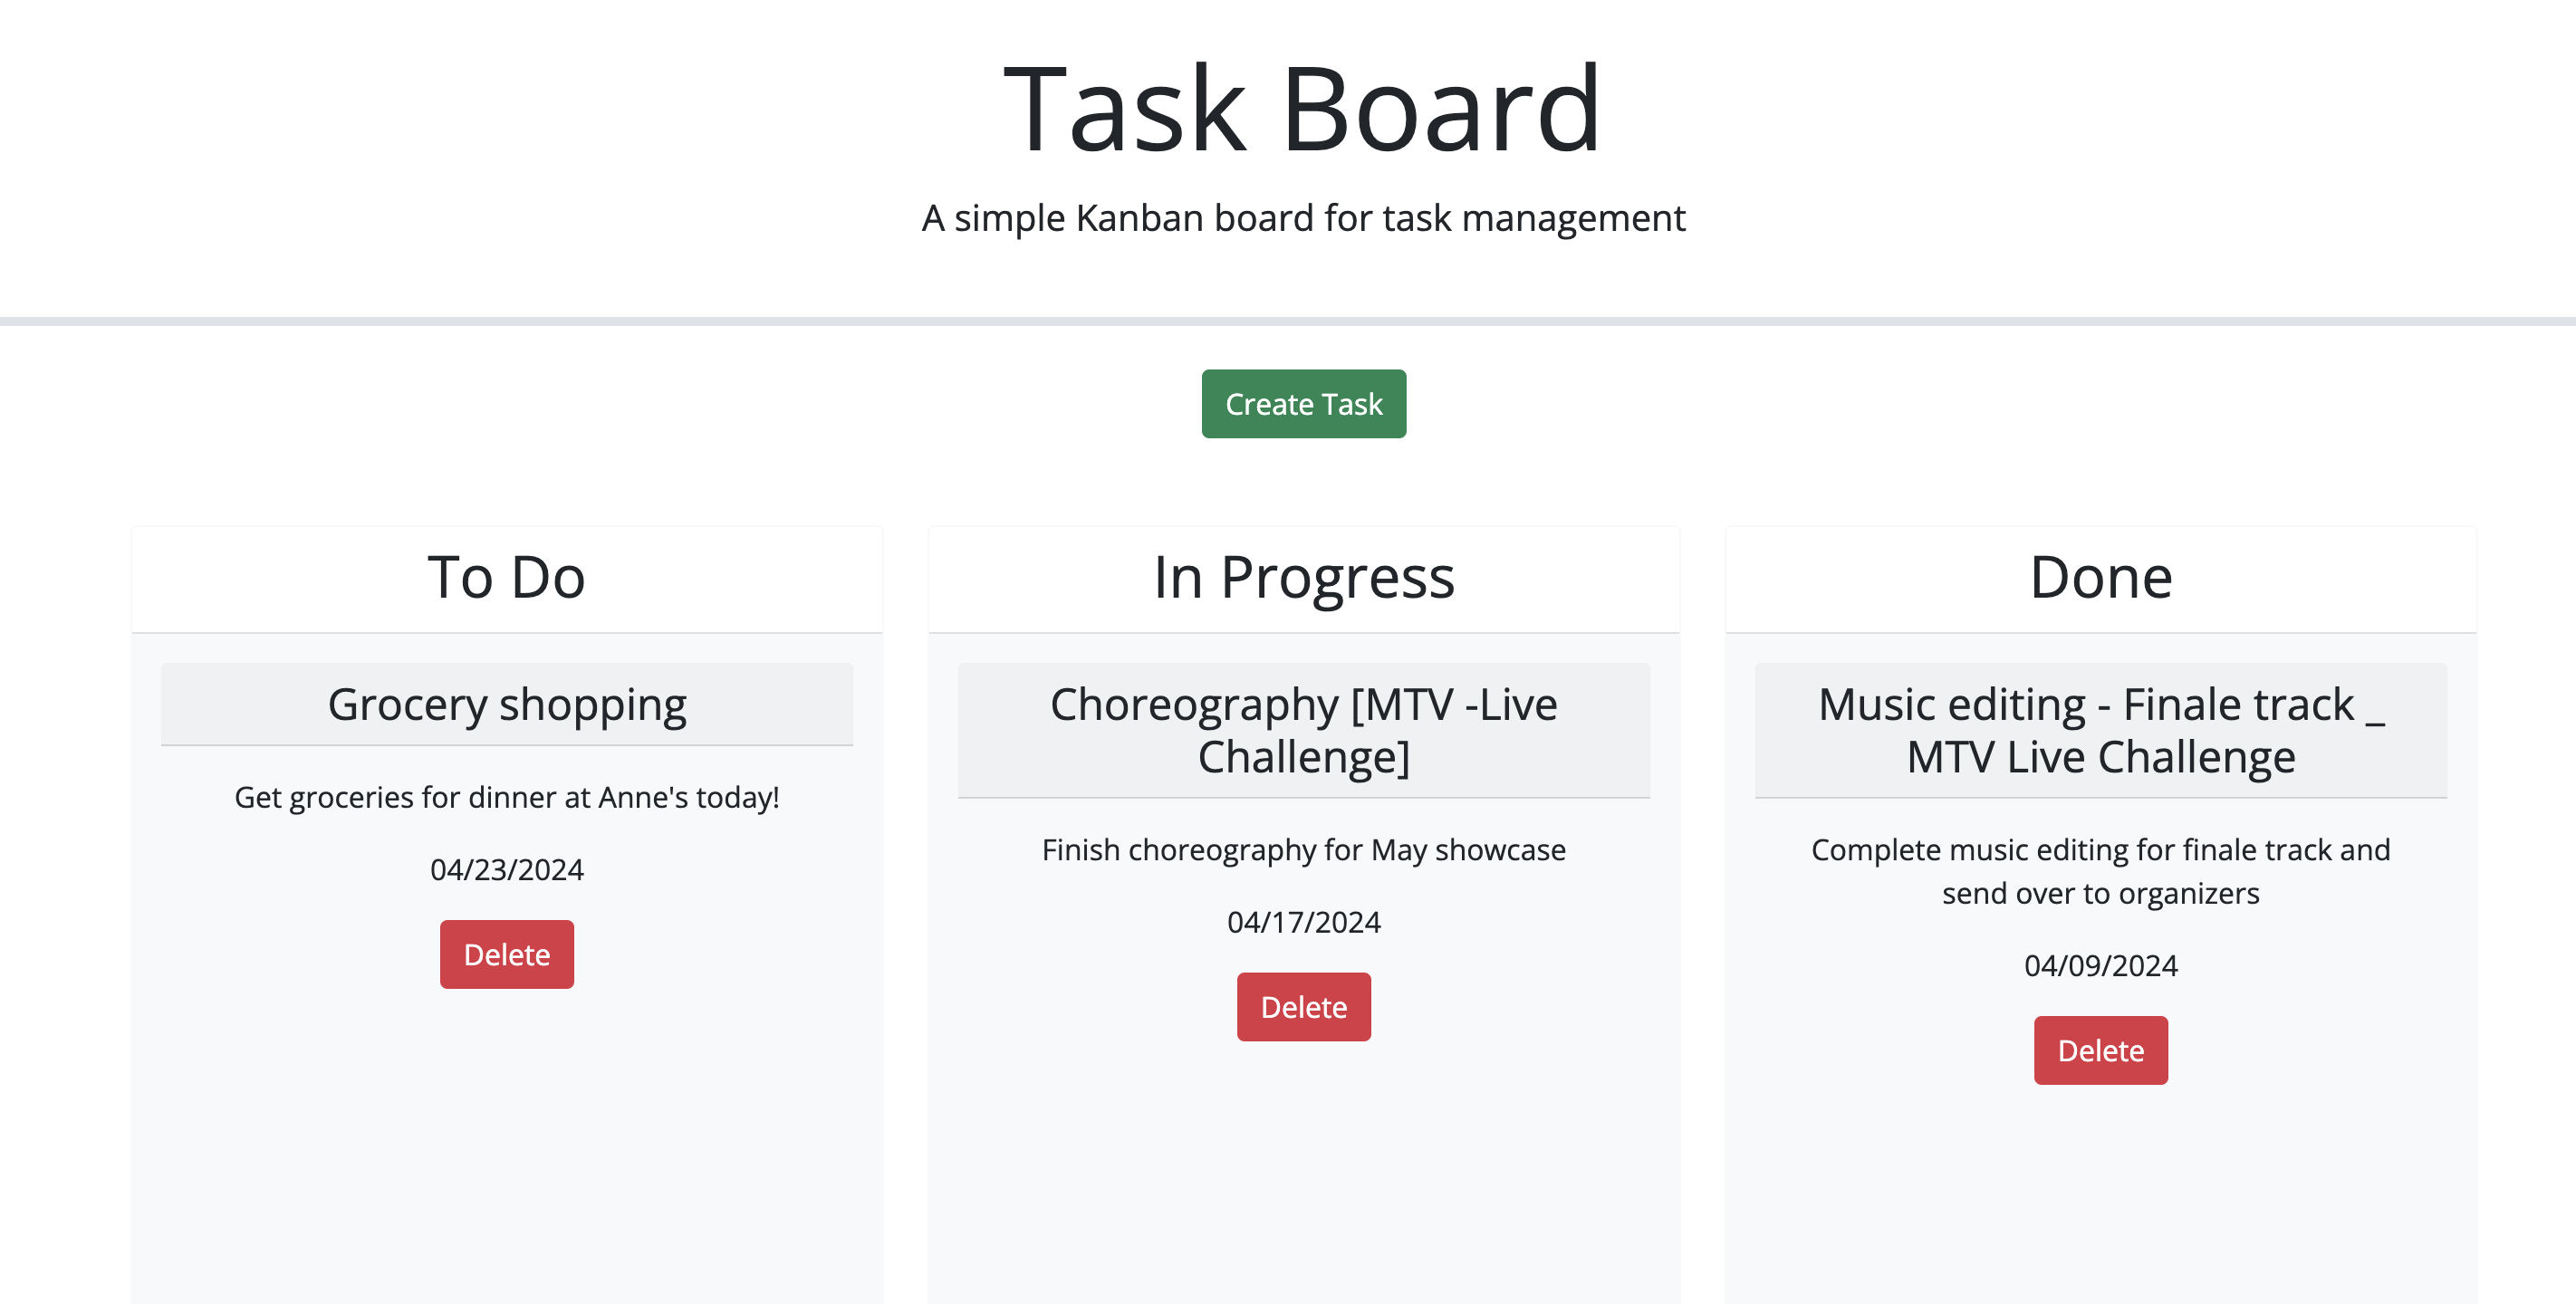 Task Board
A simple Kanban board for task management
Create Task
To Do
Grocery shopping
Get groceries for dinner at Anne's today!
04/23/2024
Delete
In Progress
Choreography [MTV -Live
Challenge]
Finish choreography for May showcase
04/17/2024
Delete
Done
Music editing - Finale track _
MTV Live Challenge
Complete music editing for finale track and
send over to organizers
04/09/2024
Delete